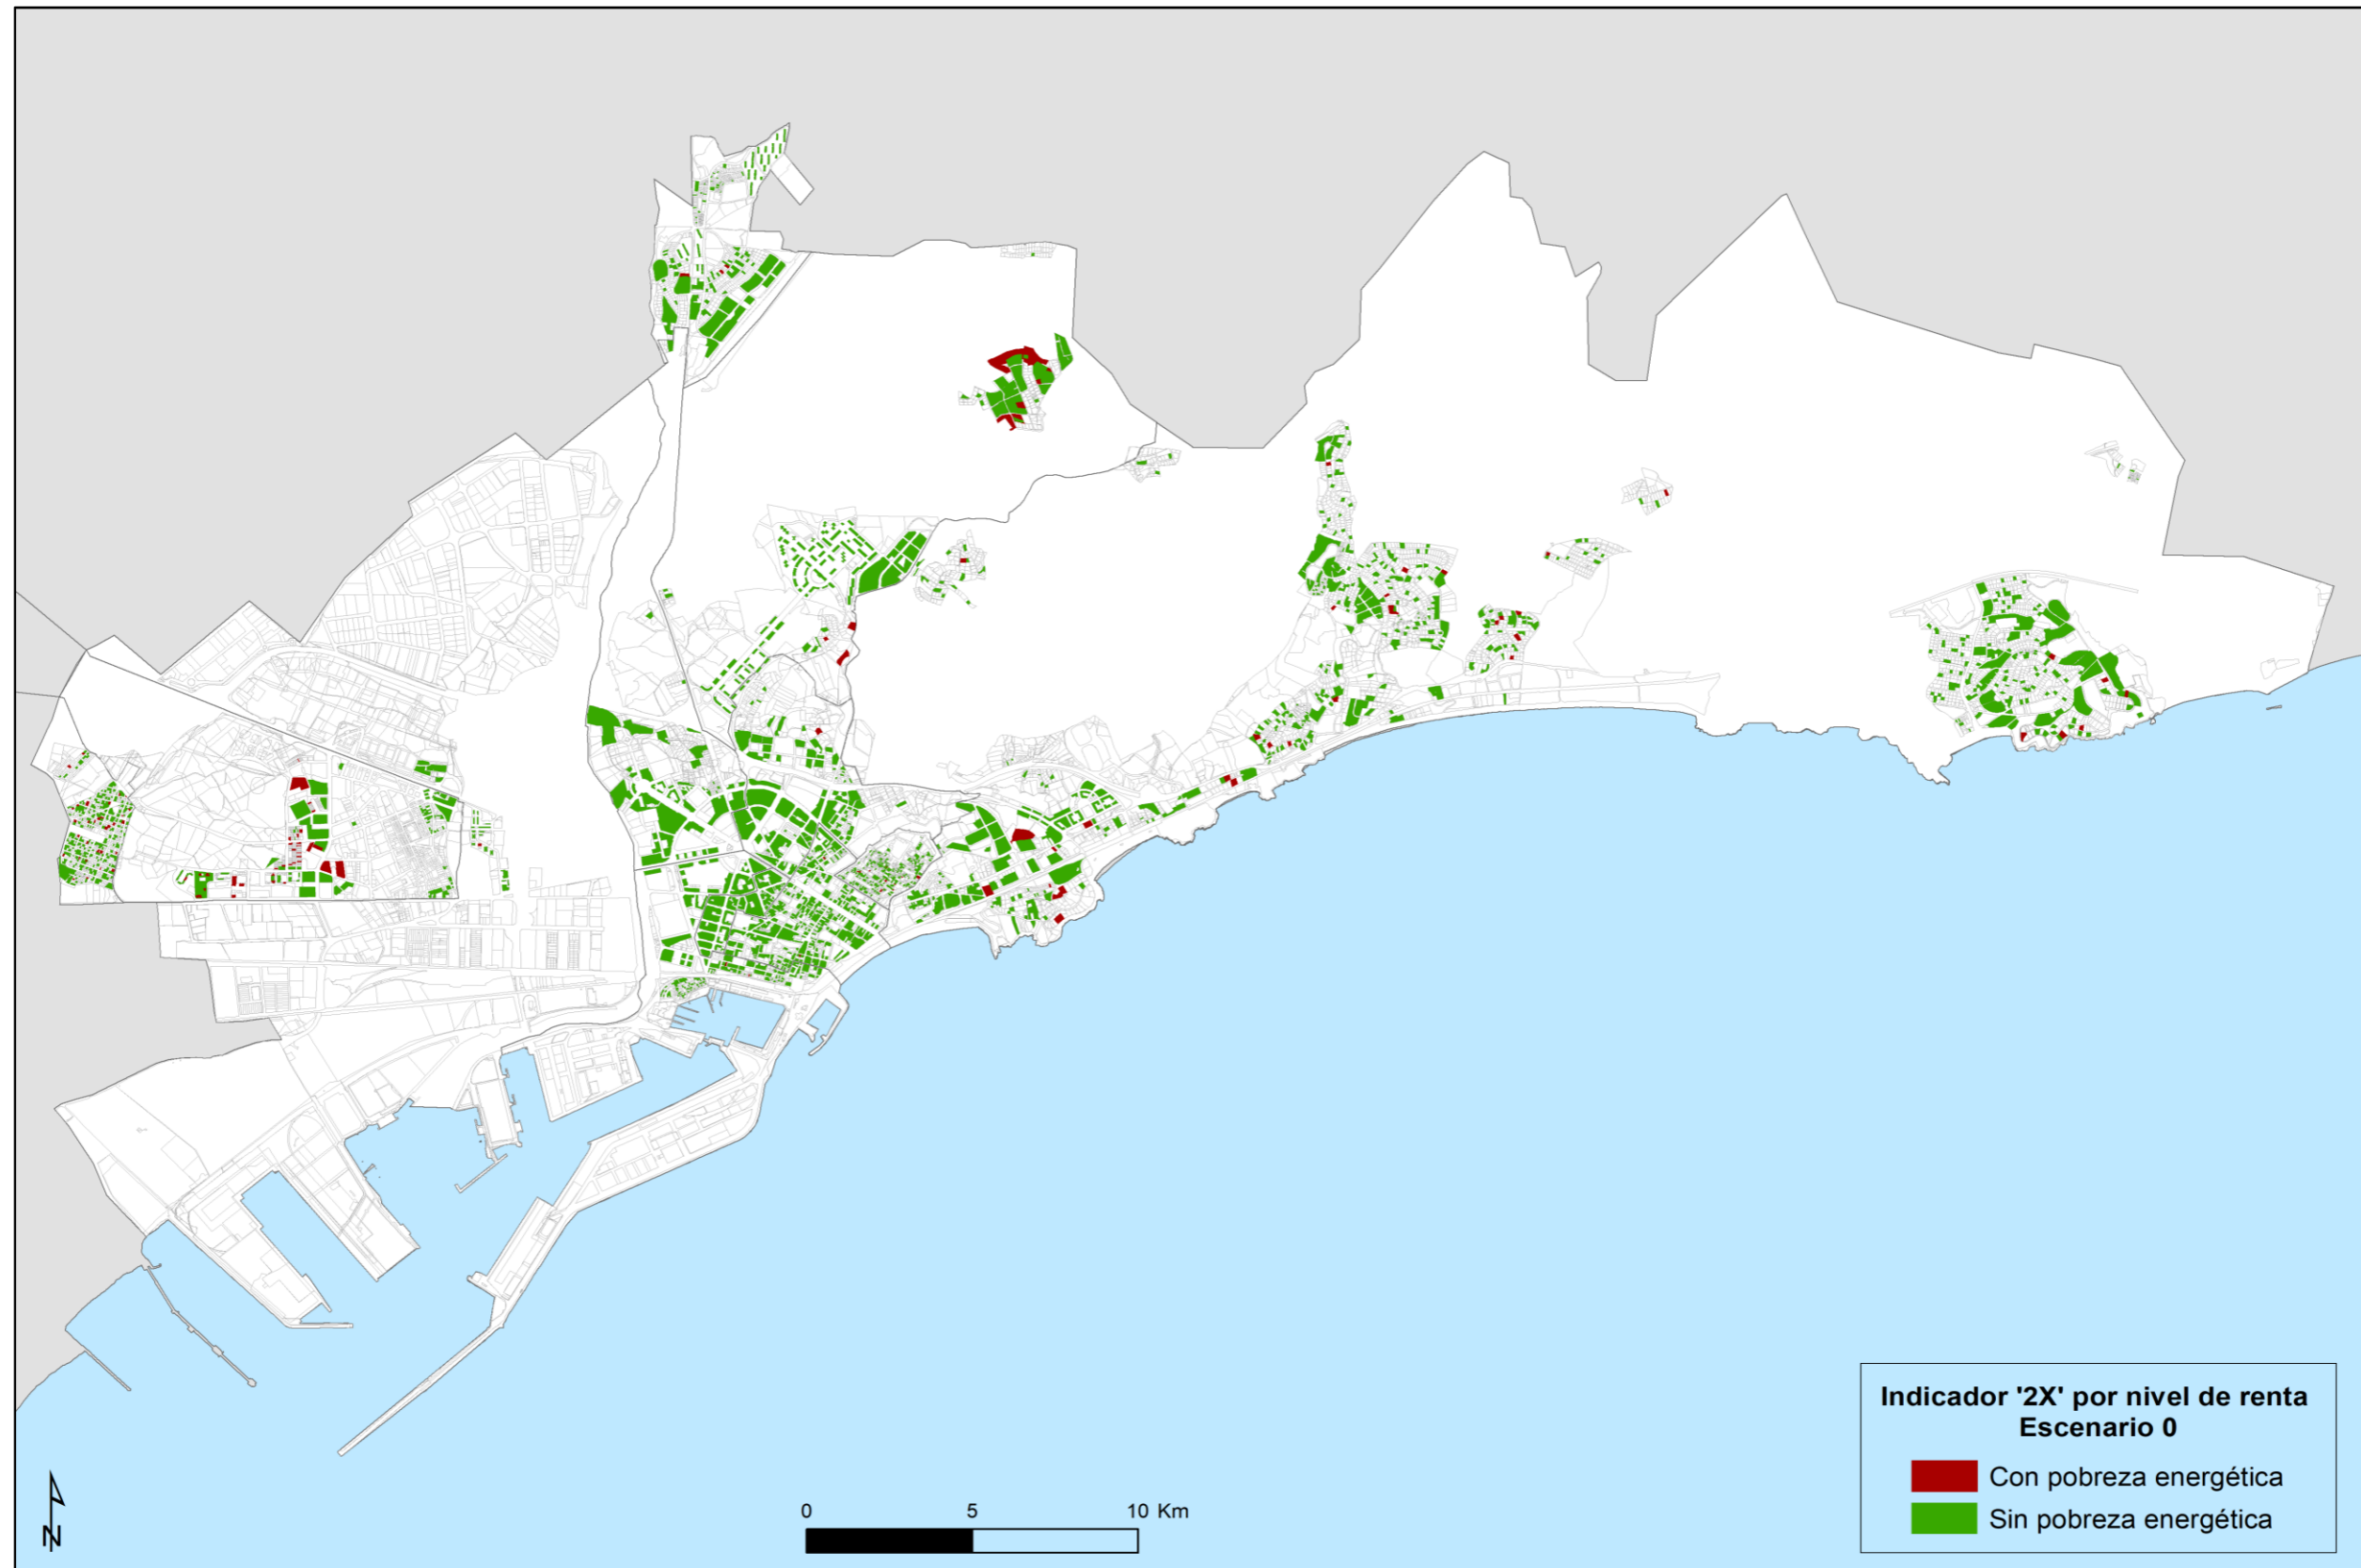 Indicador '2X' por nivel de renta
Escenario 0
Con pobreza energética
Sin pobreza energética
0 5 10 Km
N